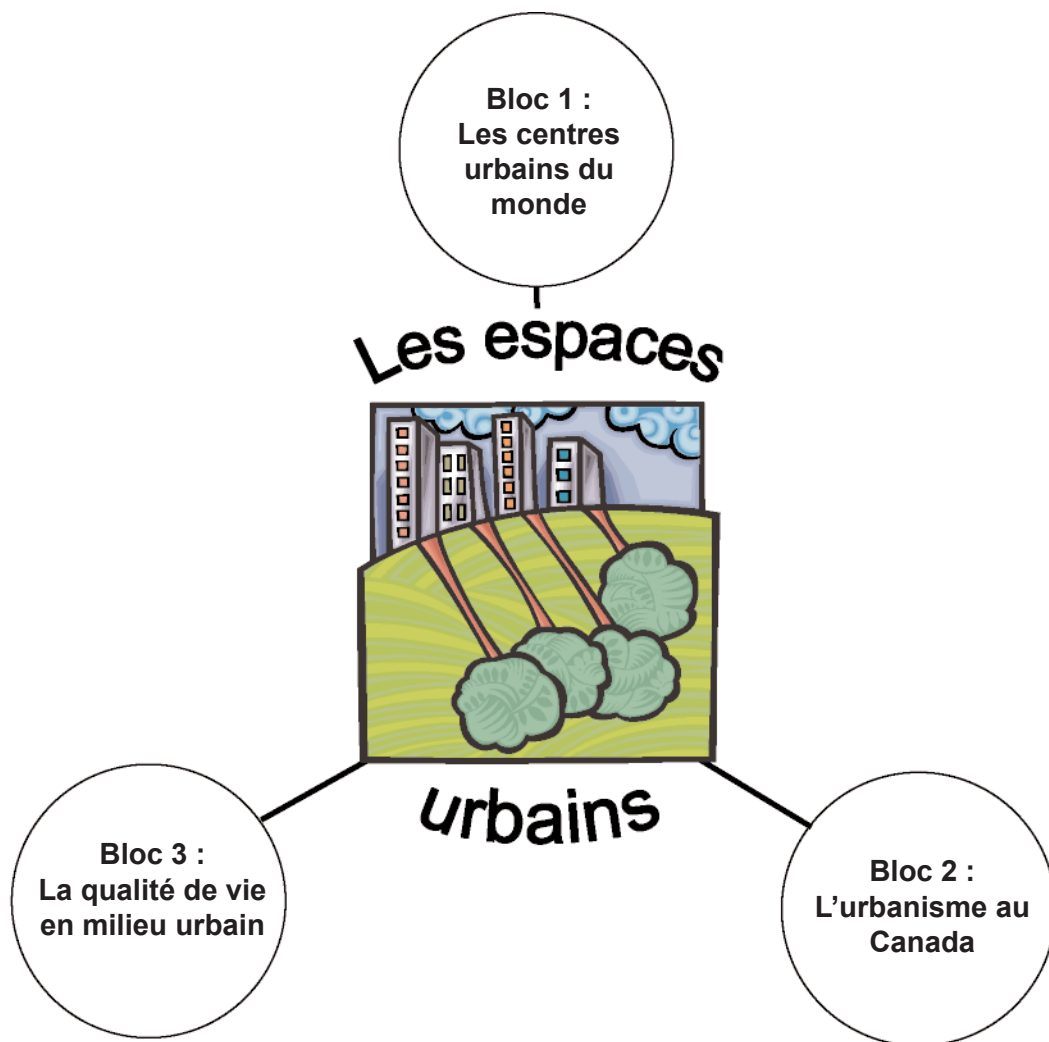 Bloc 1 :
Les centres
urbains du
monde
Les espaces
urbains
Bloc 3 :
La qualité de vie
en milieu urbain
Bloc 2 :
L’urbanisme au
Canada